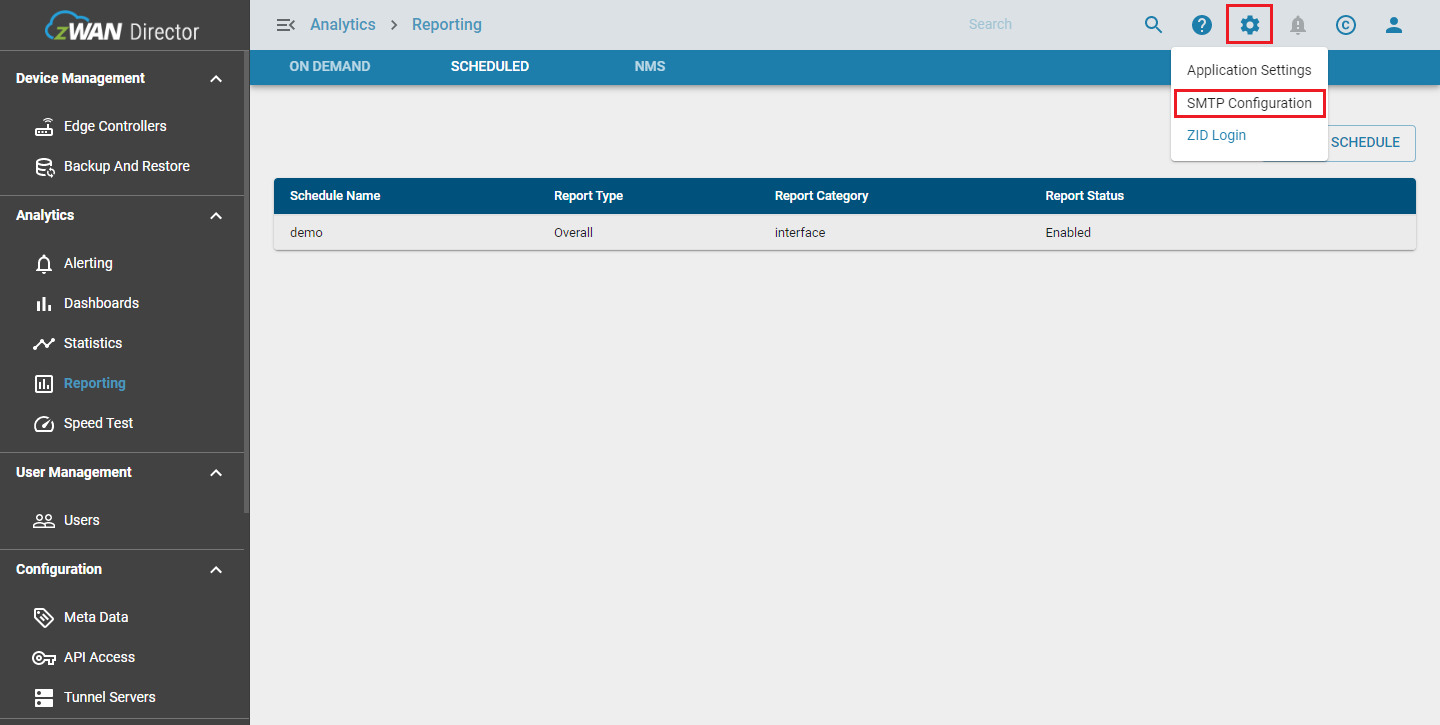 zWAN Director
Analytics > Reporting
Search
ON DEMAND SCHEDULED NMS
Application Settings
SMTP Configuration
ZID Login
SCHEDULE
Schedule Name Report Type Report Category Report Status
demo Overall interface Enabled
Device Management
Edge Controllers
Backup And Restore
Analytics
Alerting
Dashboards
Statistics
Reporting
Speed Test
User Management
Users
Configuration
Meta Data
API Access
Tunnel Servers